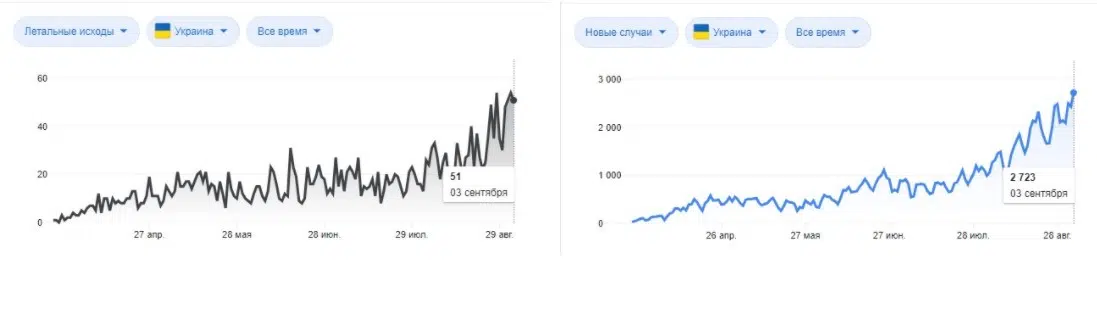 Летальные исходы
Украина
Все время
60
40
20
0
51
03 сентября
27 апр.
28 мая
28 июн.
29 июл.
29 авг.
Новые случаи
Украина
Все время
3 000
2 000
1 000
0
2 723
03 сентября
26 апр.
27 мая
27 июн.
28 июл.
28 авг.